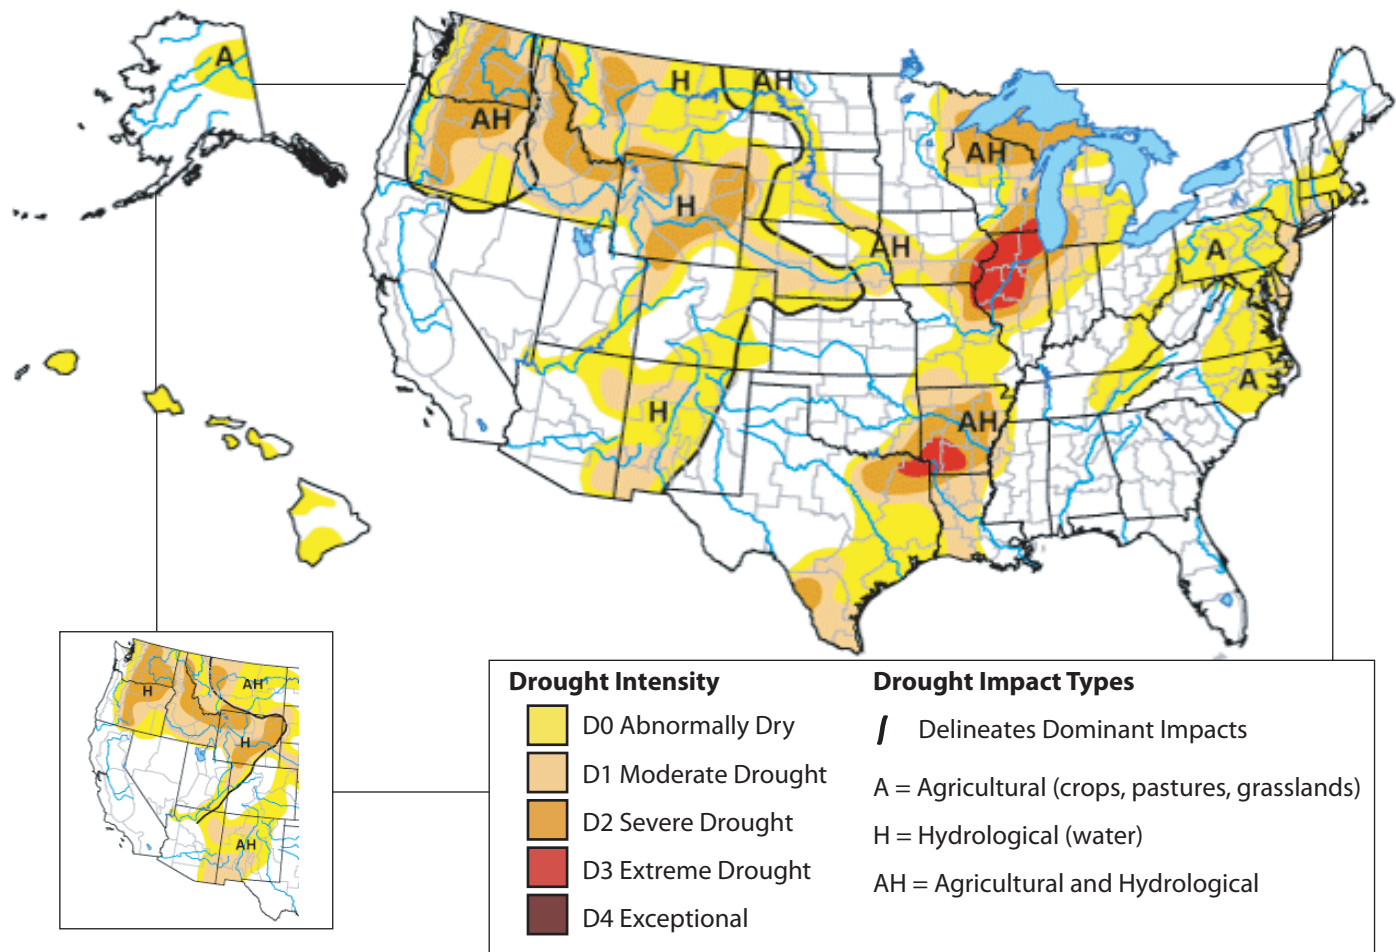 A
H
AH
AH
AH
H
AH
A
A
H
AH
H
AH
H
AH
Drought Intensity
D0 Abnormally Dry
D1 Moderate Drought
D2 Severe Drought
D3 Extreme Drought
D4 Exceptional
Drought Impact Types
Delineates Dominant Impacts
A = Agricultural (crops, pastures, grasslands)
H = Hydrological (water)
AH = Agricultural and Hydrological